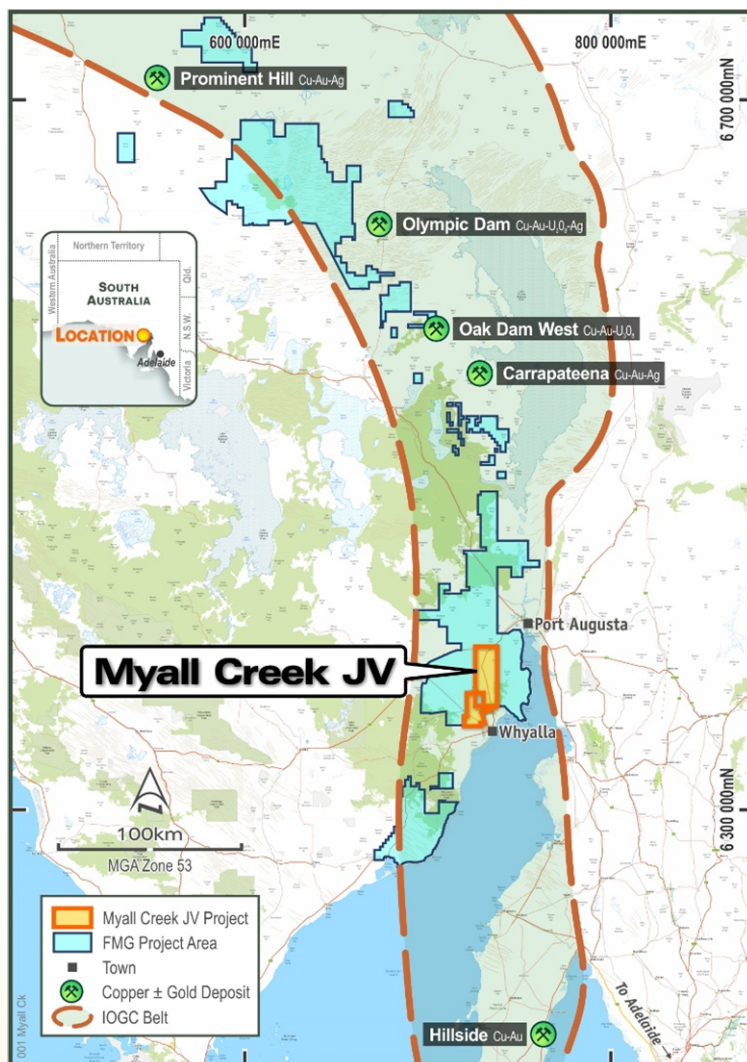 600 000mE
800 000mE
Prominent Hill Cu-Au-Ag
6 700 000mN
Olympic Dam Cu-Au-U₃O₈-Ag
Northern Territory
Western Australia
SOUTH
AUSTRALIA
Qld.
N.S.W.
LOCATION
Adelaide
Victoria
Oak Dam West Cu-Au-U₃O₈
Carrapateena Cu-Au-Ag
Port Augusta
Myall Creek JV
Whyalla
N
100km
MGA Zone 53
6 300 000mN
Myall Creek JV Project
FMG Project Area
Town
Copper ± Gold Deposit
IOGC Belt
001 Myall Ck
Hillside Cu-Au
To Adelaide